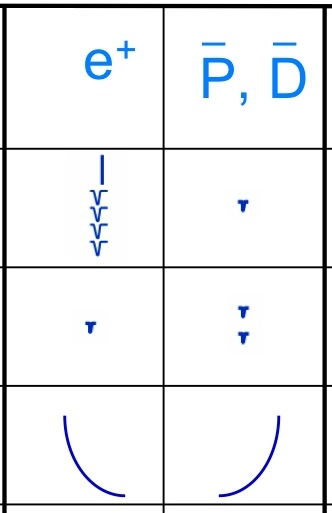 e⁺ P̄, D̄